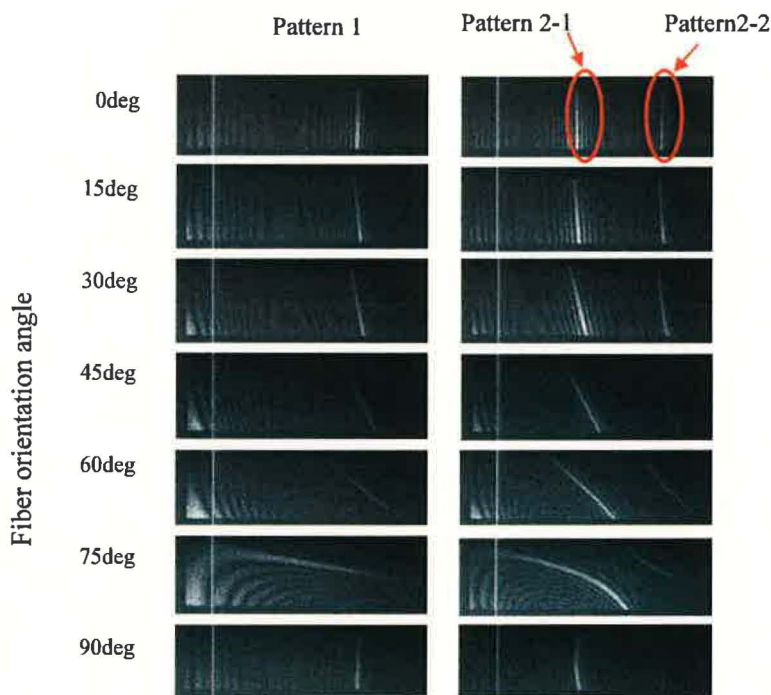 Pattern 1
Pattern 2-1
Pattern2-2
Fiber orientation angle
0deg
15deg
30deg
45deg
60deg
75deg
90deg